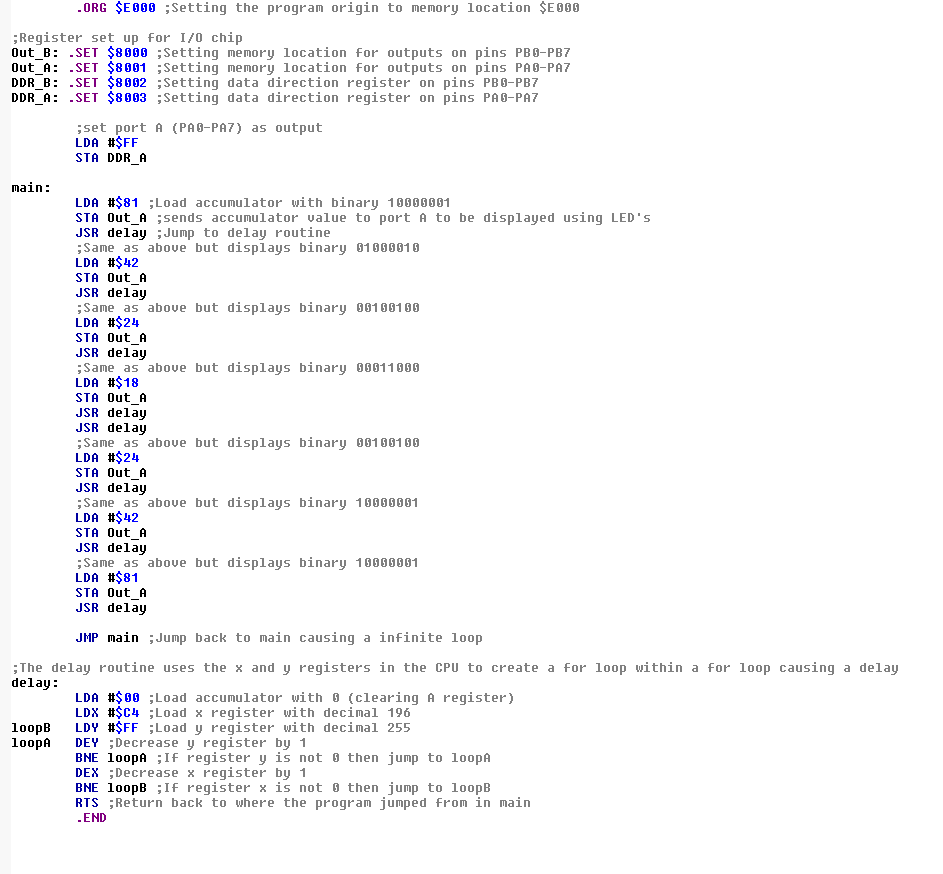 .ORG $E000 ;Setting the program origin to memory location $E000
;Register set up for I/O chip
Out_B: .SET $8000 ;Setting memory location for outputs on pins PB0-PB7
Out_A: .SET $8001 ;Setting memory location for outputs on pins PA0-PA7
DDR_B: .SET $8002 ;Setting data direction register on pins PB0-PB7
DDR_A: .SET $8003 ;Setting data direction register on pins PA0-PA7
;set port A (PA0-PA7) as output
LDA #$FF
STA DDR_A
main:
LDA #$81 ;Load accumulator with binary 10000001
STA Out_A ;sends accumulator value to port A to be displayed using LED's
JSR delay ;Jump to delay routine
;Same as above but displays binary 01000010
LDA #$42
STA Out_A
JSR delay
;Same as above but displays binary 00100100
LDA #$24
STA Out_A
JSR delay
;Same as above but displays binary 00011000
LDA #$18
STA Out_A
JSR delay
JSR delay
;Same as above but displays binary 00100100
LDA #$24
STA Out_A
JSR delay
;Same as above but displays binary 10000001
LDA #$42
STA Out_A
JSR delay
;Same as above but displays binary 10000001
LDA #$81
STA Out_A
JSR delay
JMP main ;Jump back to main causing a infinite loop
;The delay routine uses the x and y registers in the CPU to create a for loop within a for loop causing a delay
delay:
LDA #$00 ;Load accumulator with 0 (clearing A register)
LDX #$C4 ;Load x register with decimal 196
loopB LDY #$FF ;Load y register with decimal 255
loopA DEY ;Decrease y register by 1
BNE loopA ;If register y is not 0 then jump to loopA
DEX ;Decrease x register by 1
BNE loopB ;If register x is not 0 then jump to loopB
RTS ;Return back to where the program jumped from in main
.END